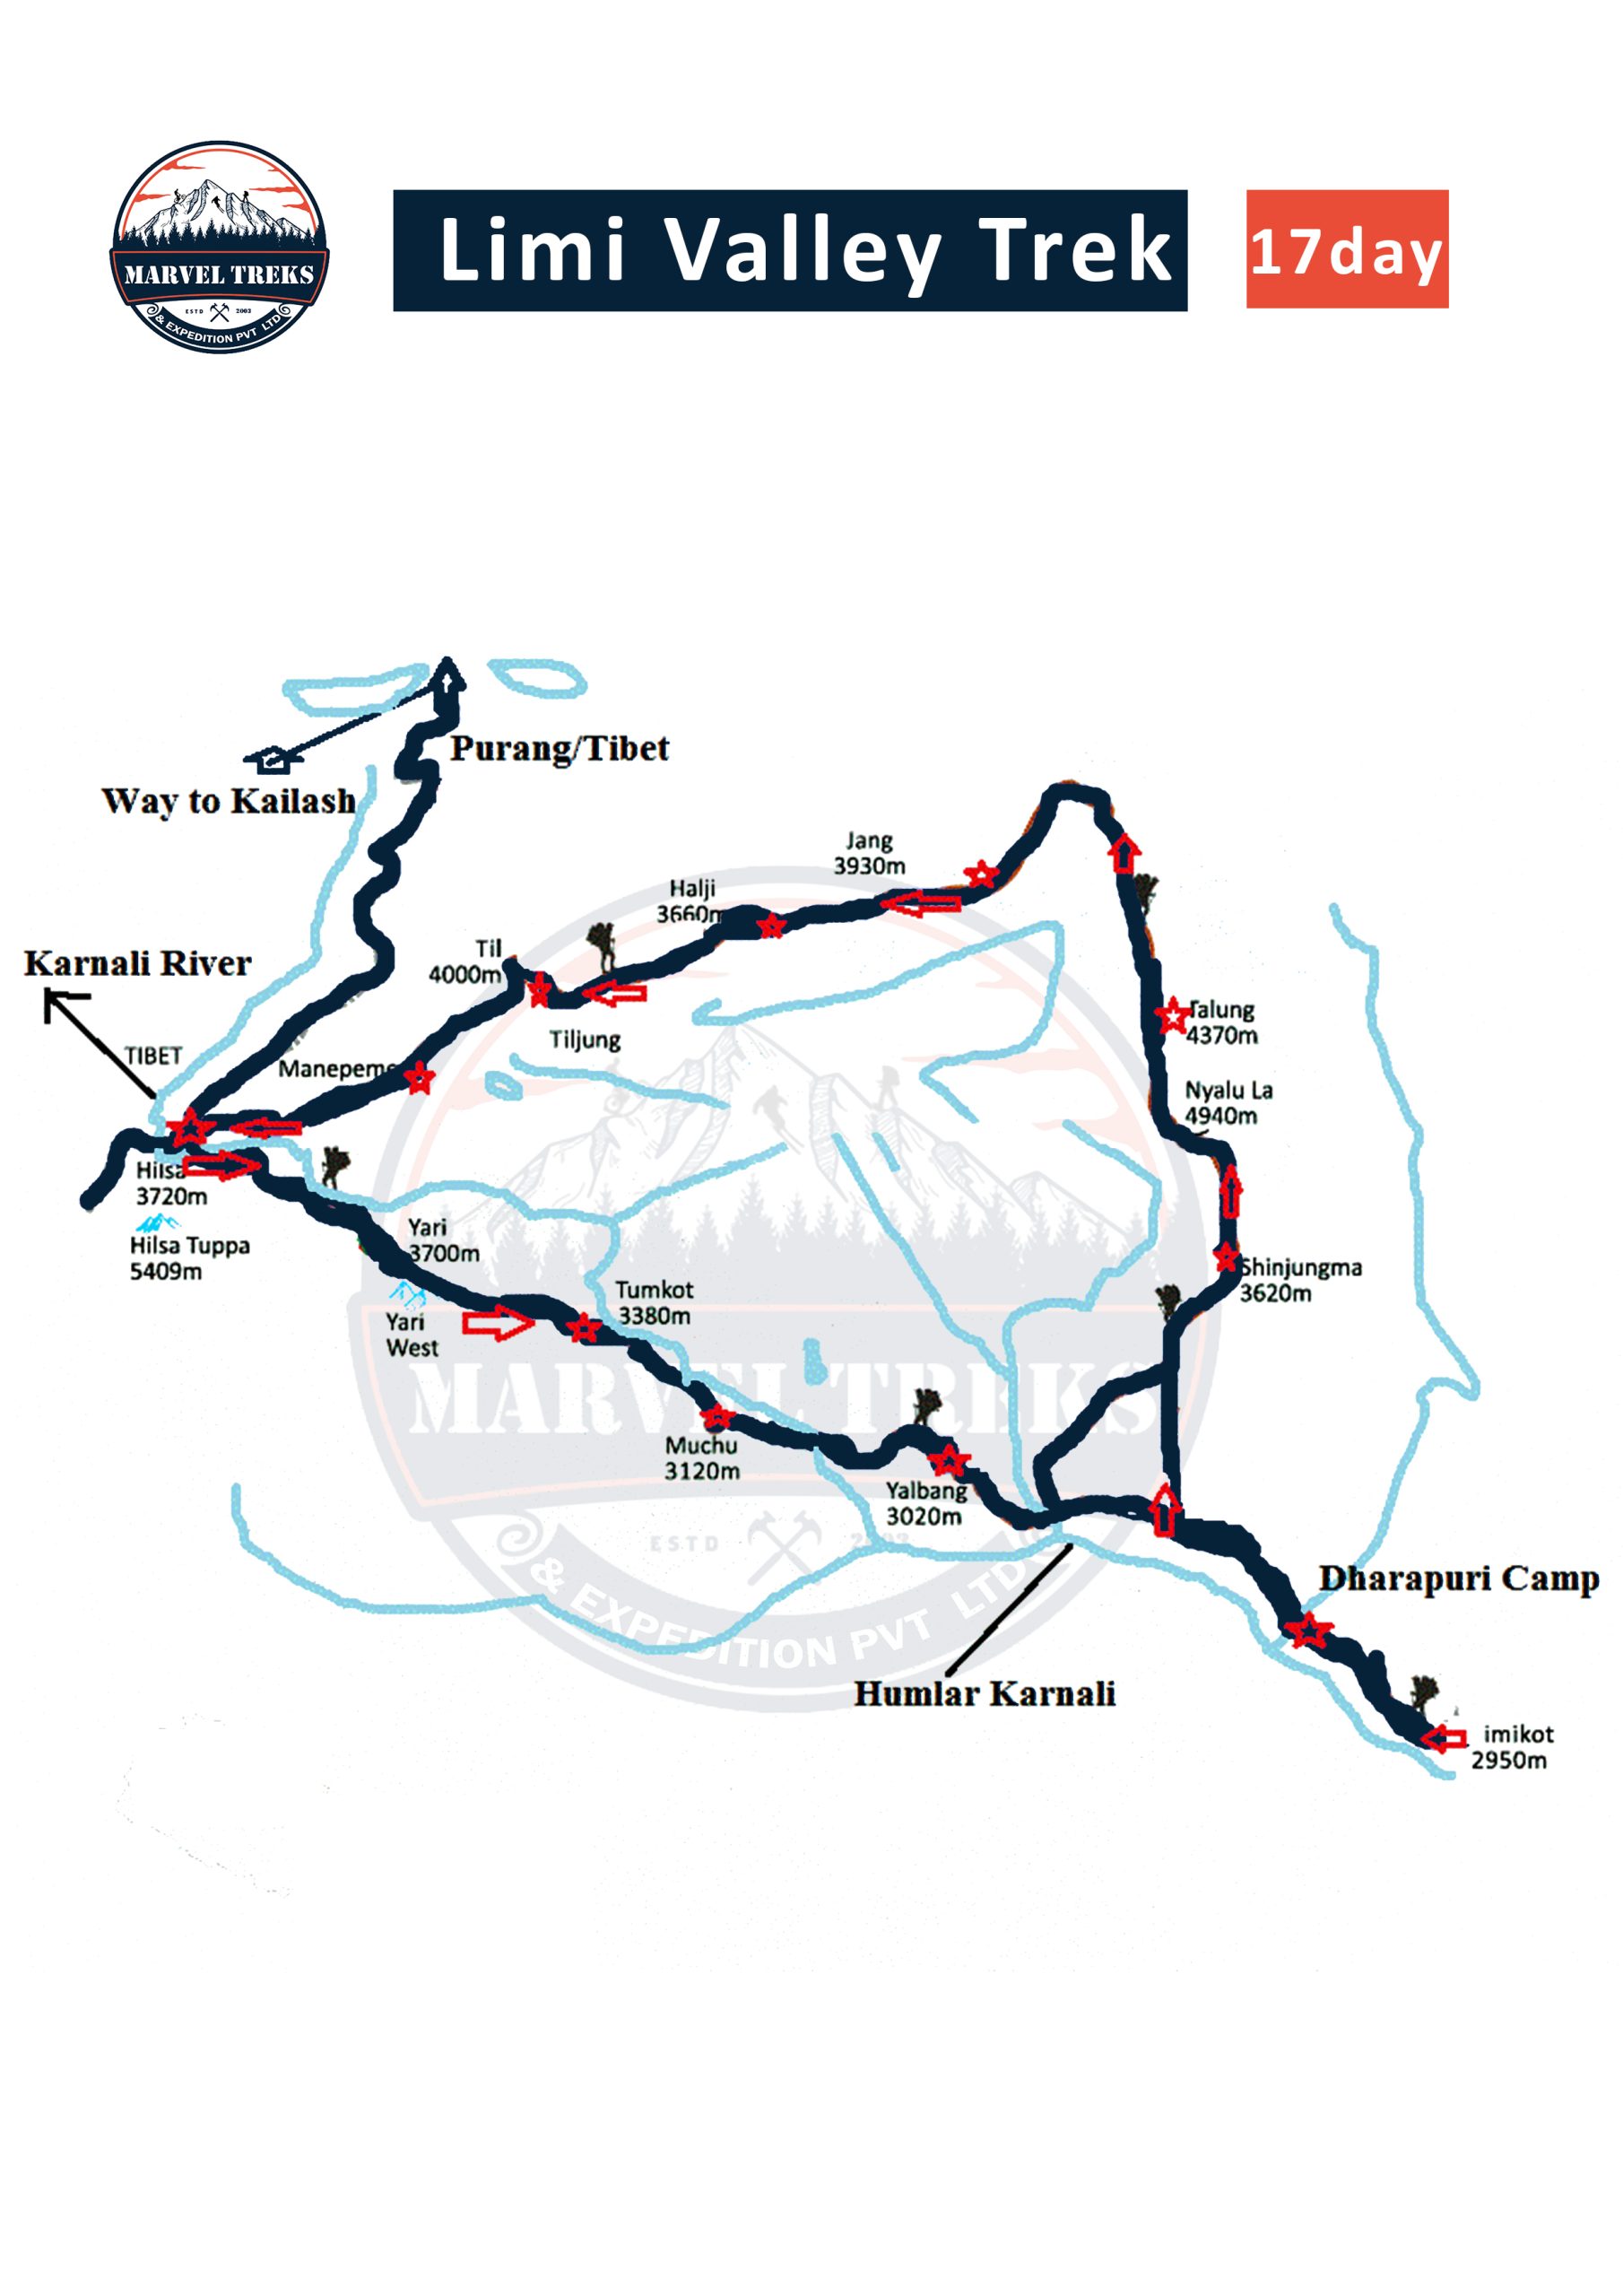 MARVEL TREKS
ESTD 2003
& EXPEDITION PVT LTD
Limi Valley Trek
17day
Purang/Tibet
Way to Kailash
Jang
3930m
Halji
3660m
Til
4000m
Karnali River
Talung
4370m
Tiljung
TIBET
Manepeme
Nyalu La
4940m
Hilsa
3720m
Yari
3700m
Hilsa Tuppa
5409m
Shinjungma
3620m
Tumkot
3380m
Yari
West
MARVEL TREKS
Muchu
3120m
Yalbang
3020m
ESTD 2003
& EXPEDITION PVT LTD
Dharapuri Camp
Humlar Karnali
imikot
2950m